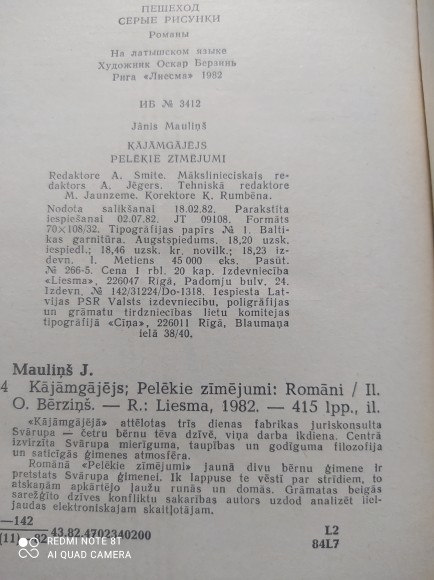 ПЕШЕХОД
СЕРЫЕ РИСУНКИ
Романы
На латышском языке
Художник Оскар Берзинь
Рига «Лиесма» 1982
ИБ № 3412
Jānis Mauliņš
KĀJĀMGĀJĒJS
PELĒKIE ZĪMĒJUMI
Redaktore A. Smite. Mākslinieciskais re-
daktors A. Jēgers. Tehniskā redaktore
M. Jaunzeme. Korektore Ķ. Rumbēna.
Nodota salikšanai 18.02.82. Parakstīta
iespiešanai 02.07.82. JT 09108. Formāts
70×108/32. Tipogrāfijas papīrs № 1. Balti-
kas garnitūra. Augstspiedums. 18,20 uzsk.
iespiedl.; 18,46 uzsk. kr. novilk.; 18,23 iz-
devn. l. Metiens 45 000 eks. Pasūt.
№ 266-5. Cena 1 rbl. 20 kap. Izdevniecība
«Liesma», 226047 Rīgā, Padomju bulv. 24.
Izdevn. № 142/31224/Do-1318. Iespiesta Lat-
vijas PSR Valsts izdevniecību, poligrāfijas
un grāmatu tirdzniecības lietu komitejas
tipogrāfijā «Cīņa», 226011 Rīgā, Blaumaņa
ielā 38/40.
Mauliņš J.
4 Kājāmgājējs; Pelēkie zīmējumi: Romāni / Il.
O. Bērziņš. — R.: Liesma, 1982. — 415 lpp., il.
«Kājāmgājējā» attēlotas trīs dienas fabrikas juriskonsulta
Svārupa — četru bērnu tēva dzīvē, viņa darba ikdiena. Centrā
izvirzīta Svārupa mierīguma, taupības un godīguma filozofija
un saticīgās ģimenes atmosfēra.
Romānā «Pelēkie zīmējumi» jaunā divu bērnu ģimene ir
pretstats Svārupa ģimenei. Ik lappuse te vēstī par strīdiem, to
atskaņām apkārtējo ļaužu runās un domās. Grāmatas beigās
sarežģīto dzīves konfliktu sakarības autors uzdod analizēt liel-
jaudas elektroniskajam skaitļotājam.
—142
(11)—82 43.82.4702340200
L2
84L7
REDMI NOTE 8T
AI QUAD CAMERA